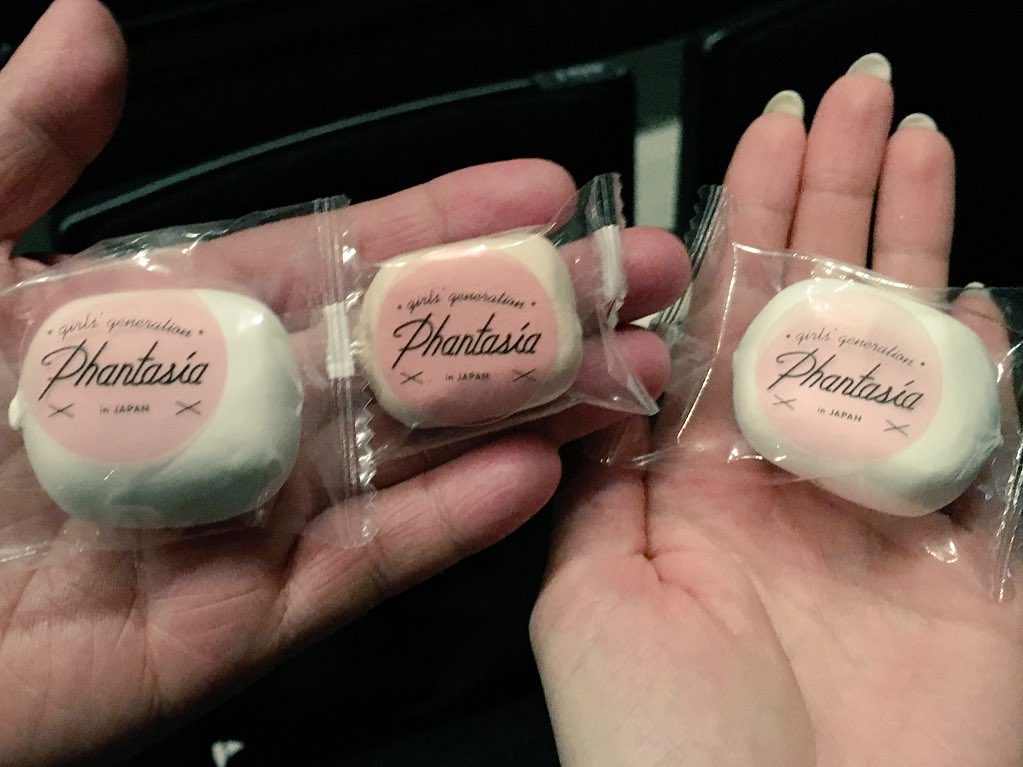 • girls' generation •
Phantasia
in JAPAN
• girls' generation •
Phantasia
in JAPAN
• girls' generation •
Phantasia
in JAPAN